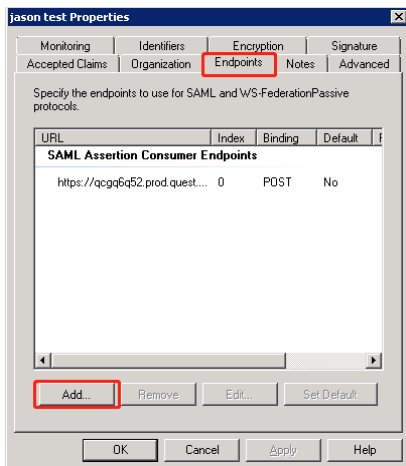 jason test Properties
Monitoring Identifiers Encryption Signature
Accepted Claims Organization Endpoints Notes Advanced
Specify the endpoints to use for SAML and WS-FederationPassive
protocols.
URL Index Binding Default F
SAML Assertion Consumer Endpoints
https://qcgq6q52.prod.quest.... 0 POST No
Add... Remove Edit... Set Default
OK Cancel Apply Help